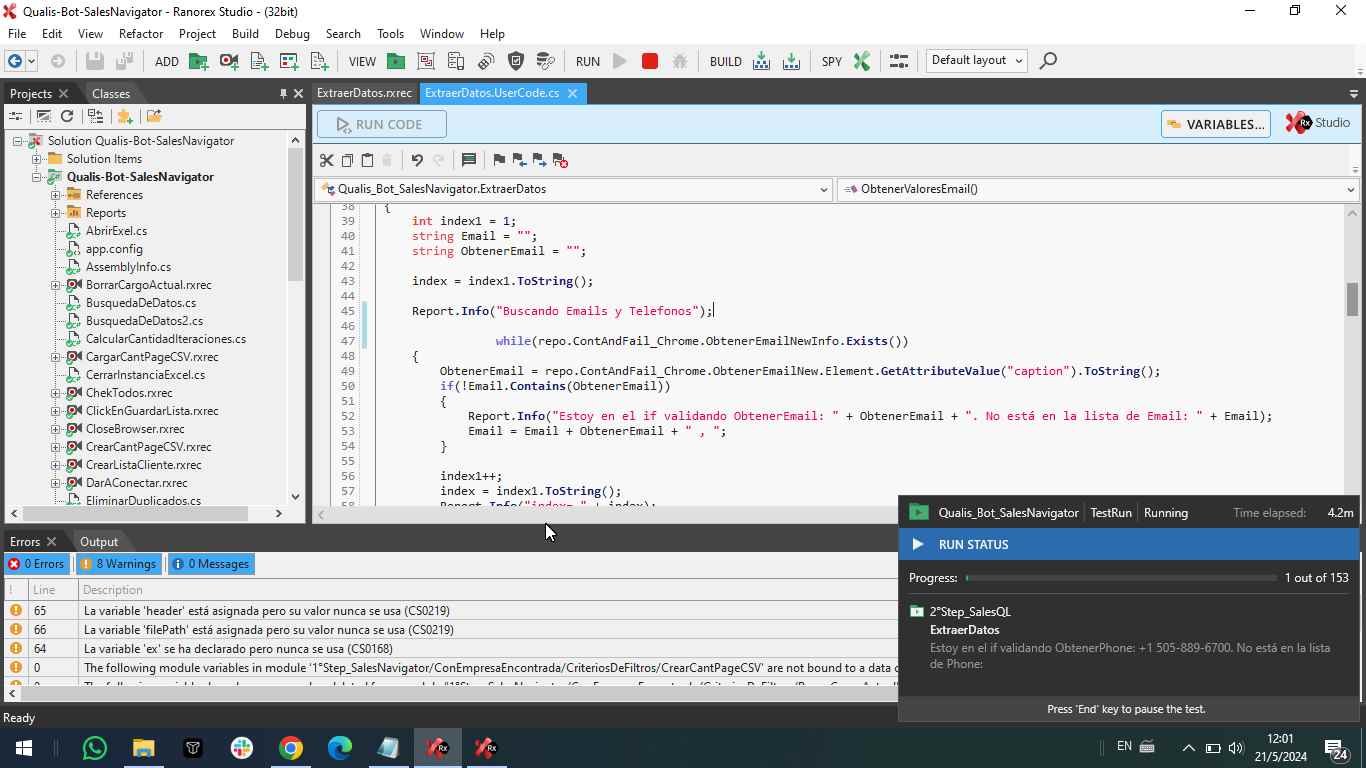 Qualis-Bot-SalesNavigator - Ranorex Studio - (32bit)
File Edit View Refactor Project Build Debug Search Tools Window Help
ADD VIEW RUN BUILD SPY Default layout
Projects Classes
ExtraerDatos.rxrec ExtraerDatos.UserCode.cs
RUN CODE VARIABLES... Rx Studio
Solution Qualis-Bot-SalesNavigator
Solution Items
Qualis-Bot-SalesNavigator
References
Reports
AbrirExel.cs
app.config
AssemblyInfo.cs
BorrarCargoActual.rxrec
BusquedaDeDatos.cs
BusquedaDeDatos2.cs
CalcularCantidadIteraciones.cs
CargarCantPageCSV.rxrec
CerrarInstanciaExcel.cs
ChekTodos.rxrec
ClickEnGuardarLista.rxrec
CloseBrowser.rxrec
CrearCantPageCSV.rxrec
CrearListaCliente.rxrec
DarAConectar.rxrec
EliminarDuplicados.cs
Qualis_Bot_SalesNavigator.ExtraerDatos ObtenerValoresEmail()
38 {
39 int index1 = 1;
40 string Email = "";
41 string ObtenerEmail = "";
42
43 index = index1.ToString();
44
45 Report.Info("Buscando Emails y Telefonos");
46
47 while(repo.ContAndFail_Chrome.ObtenerEmailNewInfo.Exists())
48 {
49 ObtenerEmail = repo.ContAndFail_Chrome.ObtenerEmailNew.Element.GetAttributeValue("caption").ToString();
50 if(!Email.Contains(ObtenerEmail))
51 {
52 Report.Info("Estoy en el if validando ObtenerEmail: " + ObtenerEmail + ". No está en la lista de Email: " + Email);
53 Email = Email + ObtenerEmail + " , ";
54 }
55
56 index1++;
57 index = index1.ToString();
58 Report.Info("index= " + index);
Errors Output
0 Errors 8 Warnings 0 Messages
! Line Description
65 La variable 'header' está asignada pero su valor nunca se usa (CS0219)
66 La variable 'filePath' está asignada pero su valor nunca se usa (CS0219)
64 La variable 'ex' se ha declarado pero nunca se usa (CS0168)
0 The following module variables in module '1°Step_SalesNavigator/ConEmpresaEncontrada/CriteriosDeFiltros/CrearCantPageCSV' are not bound to a data
Qualis_Bot_SalesNavigator TestRun Running Time elapsed: 4.2m
RUN STATUS
Progress: 1 out of 153
2°Step_SalesQL
ExtraerDatos
Estoy en el if validando ObtenerPhone: +1 505-889-6700. No está en la lista
de Phone:
Press 'End' key to pause the test.
Ready
Rx Rx EN 12:01
21/5/2024
24